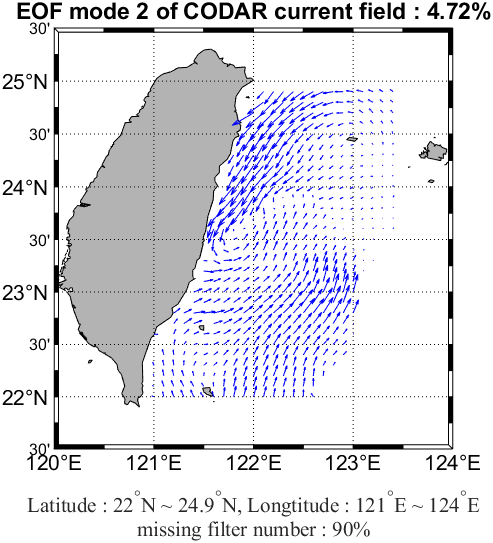 EOF mode 2 of CODAR current field : 4.72%
30'
25°N
30'
24°N
30'
23°N
30'
22°N
30'
120°E 121°E 122°E 123°E 124°E
Latitude : 22°N ~ 24.9°N, Longtitude : 121°E ~ 124°E
missing filter number : 90%